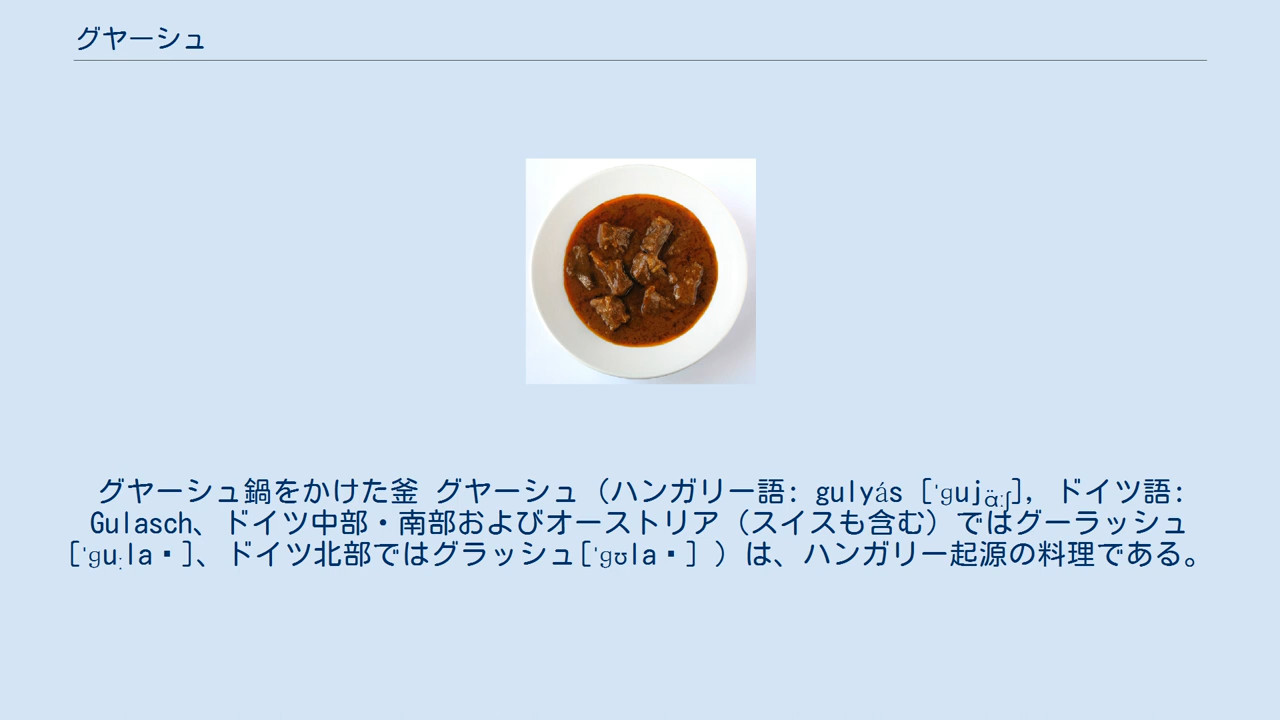 グヤーシュ
グヤーシュ鍋をかけた釜 グヤーシュ（ハンガリー語: gulyás [ˈɡujɑ̈ːʃ], ドイツ語:
Gulasch、ドイツ中部・南部およびオーストリア（スイスも含む）ではグーラッシュ
[ˈɡuːla▪]、ドイツ北部ではグラッシュ[ˈɡʊla▪] ）は、ハンガリー起源の料理である。